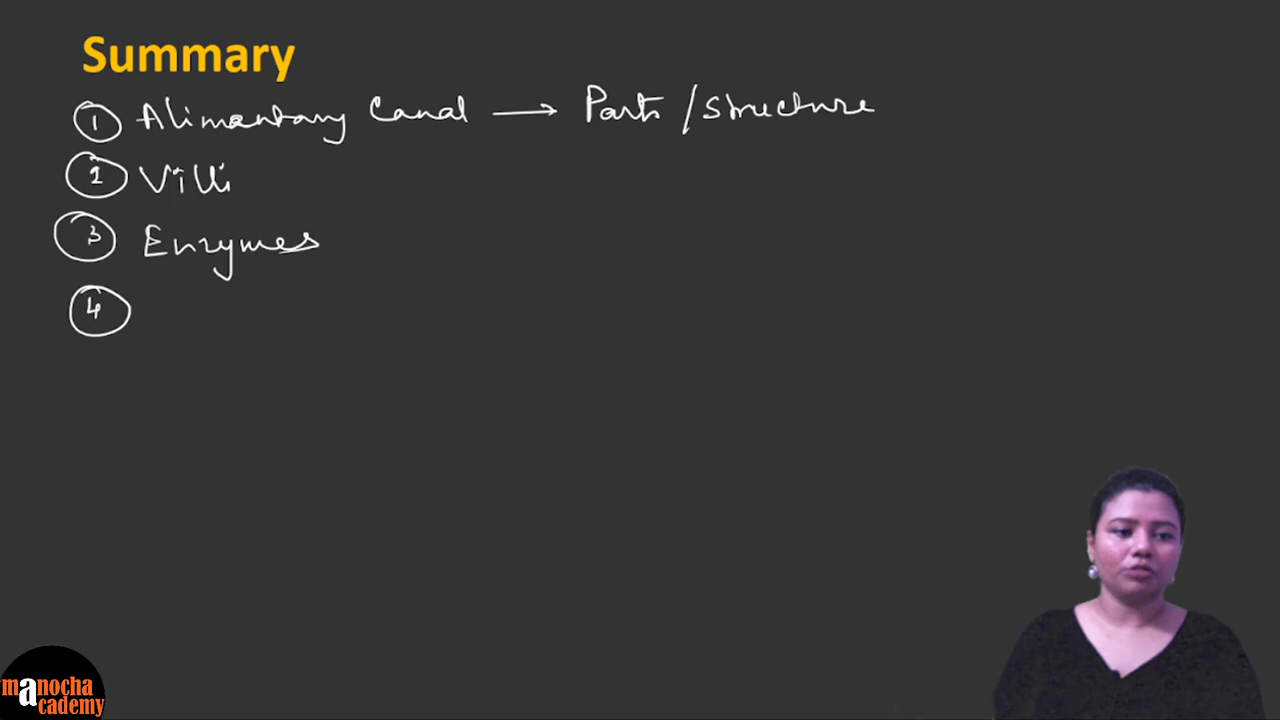 Summary
1 Alimentary Canal → Parts/Structure
2 Villi
3 Enzymes
4
manocha
academy